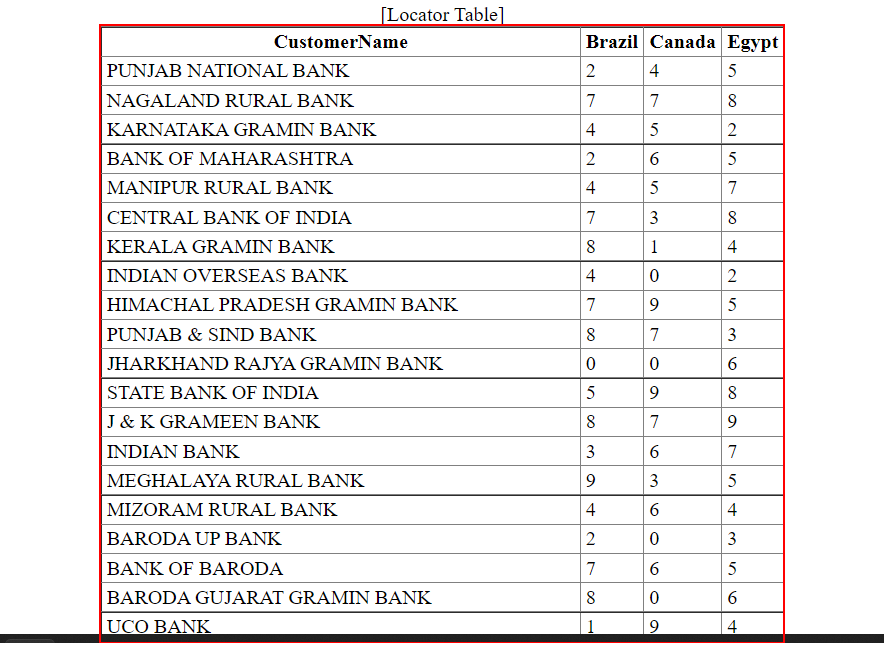 [Locator Table]
CustomerName Brazil Canada Egypt
PUNJAB NATIONAL BANK 2 4 5
NAGALAND RURAL BANK 7 7 8
KARNATAKA GRAMIN BANK 4 5 2
BANK OF MAHARASHTRA 2 6 5
MANIPUR RURAL BANK 4 5 7
CENTRAL BANK OF INDIA 7 3 8
KERALA GRAMIN BANK 8 1 4
INDIAN OVERSEAS BANK 4 0 2
HIMACHAL PRADESH GRAMIN BANK 7 9 5
PUNJAB & SIND BANK 8 7 3
JHARKHAND RAJYA GRAMIN BANK 0 0 6
STATE BANK OF INDIA 5 9 8
J & K GRAMEEN BANK 8 7 9
INDIAN BANK 3 6 7
MEGHALAYA RURAL BANK 9 3 5
MIZORAM RURAL BANK 4 6 4
BARODA UP BANK 2 0 3
BANK OF BARODA 7 6 5
BARODA GUJARAT GRAMIN BANK 8 0 6
UCO BANK 1 9 4